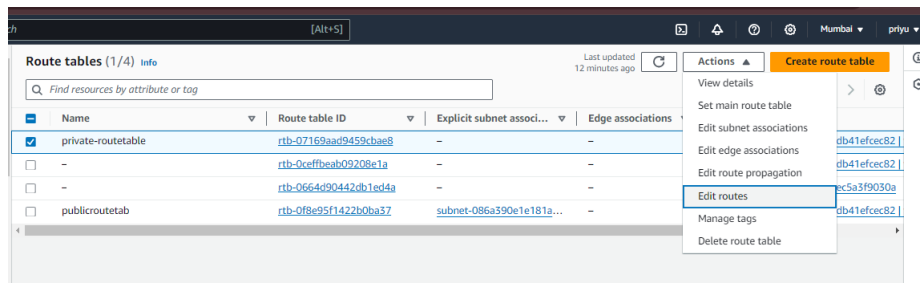 ch [Alt+S] Mumbai ▼ priyu ▼
Route tables (1/4) Info
Last updated
12 minutes ago
Actions ▲ Create route table
Find resources by attribute or tag
Name Route table ID Explicit subnet associ... Edge associations
private-routetable rtb-07169aad9459cbae8 – – db41efcec82 |
– rtb-0ceffbeab09208e1a – – db41efcec82 |
– rtb-0664d90442db1ed4a – – ec5a3f9030a
publicroutetab rtb-0f8e95f1422b0ba37 subnet-086a390e1e181a... – db41efcec82 |
View details
Set main route table
Edit subnet associations
Edit edge associations
Edit route propagation
Edit routes
Manage tags
Delete route table